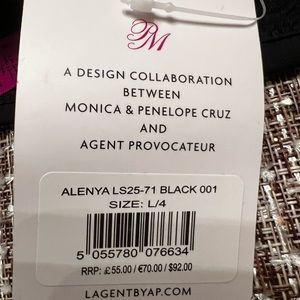 PM
A DESIGN COLLABORATION
BETWEEN
MONICA & PENELOPE CRUZ
AND
AGENT PROVOCATEUR
ALENYA LS25-71 BLACK 001
SIZE: L/4
5 055780 076634
RRP: £55.00 / €70.00 / $92.00
LAGENTBYAP.COM